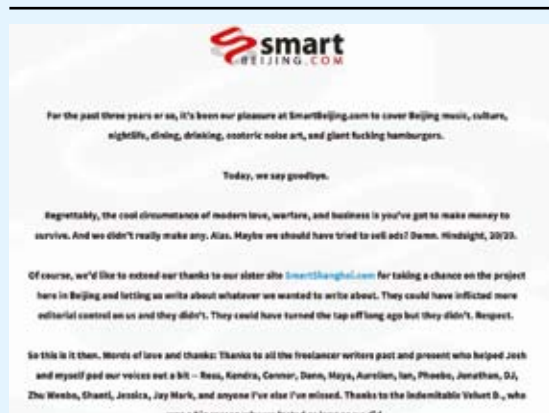 smart
BEIJING.COM
For the past three years or so, it's been our pleasure at SmartBeijing.com to cover Beijing music, culture,
nightlife, dining, drinking, esoteric noise art, and giant fucking hamburgers.
Today, we say goodbye.
Regrettably, the cool circumstance of modern love, warfare, and business is you've got to make money to
survive. And we didn't really make any. Alas. Maybe we should have tried to sell ads? Damn. Hindsight, 20/20.
Of course, we'd like to extend our thanks to our sister site SmartShanghai.com for taking a chance on the project
here in Beijing and letting us write about whatever we wanted to write about. They could have inflicted more
editorial control on us and they didn't. They could have turned the tap off long ago but they didn't. Respect.
So this is it then. Words of love and thanks: Thanks to all the freelancer writers past and present who helped Josh
and myself pad our voices out a bit -- Ross, Kendra, Connor, Dann, Maya, Aurelien, Ian, Phoebe, Jonathan, DJ,
Zhu Wenbo, Shanti, Jessica, Jay Mark, and anyone I've else I've missed. Thanks to the indomitable Velvet B., who